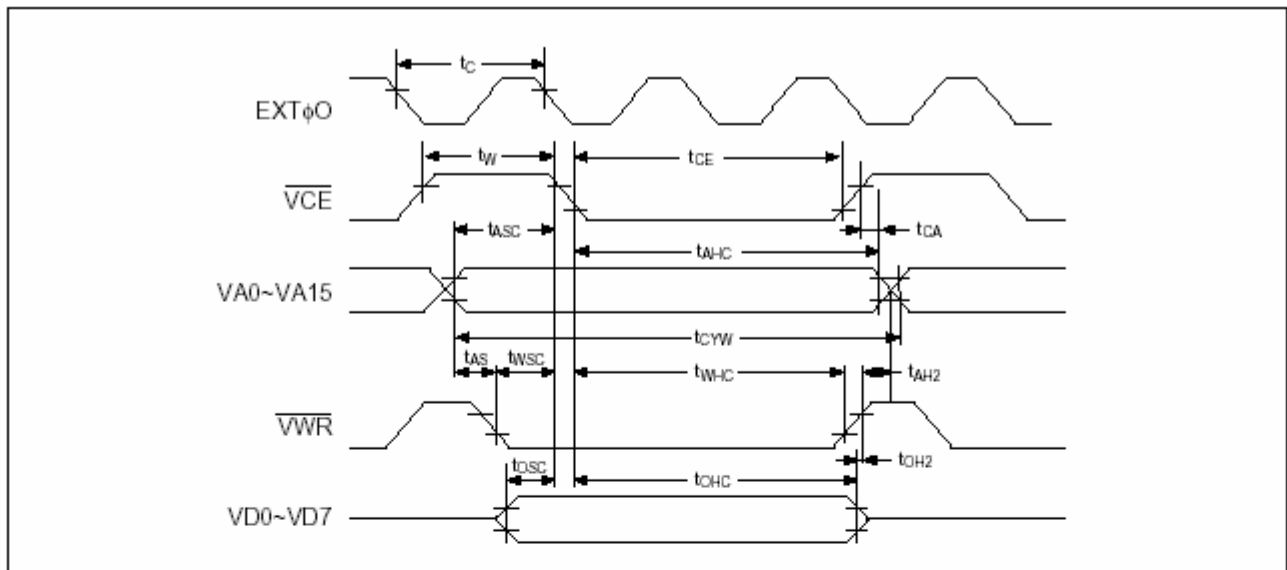 tC
EXTϕO
tW
tCE
VCE
tASC
tCA
tAHC
VA0~VA15
tCYW
tAS
tWSC
tWHC
tAH2
VWR
tDSC
tDHC
tDH2
VD0~VD7